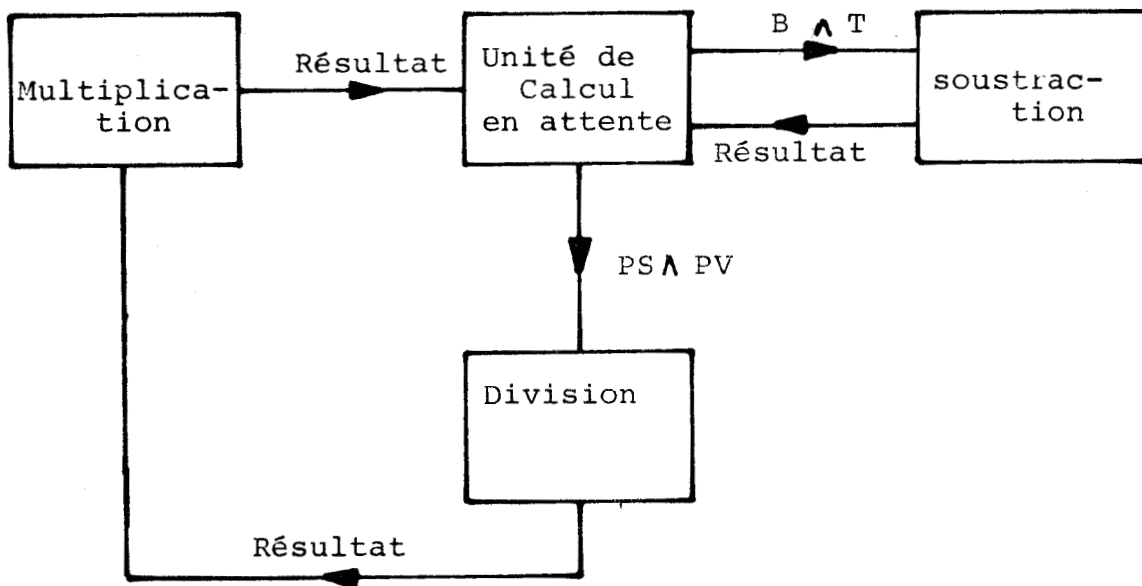 B ∧ T
Résultat
Multiplica-
tion
Unité de
Calcul
en attente
soustrac-
tion
Résultat
PS ∧ PV
Division
Résultat